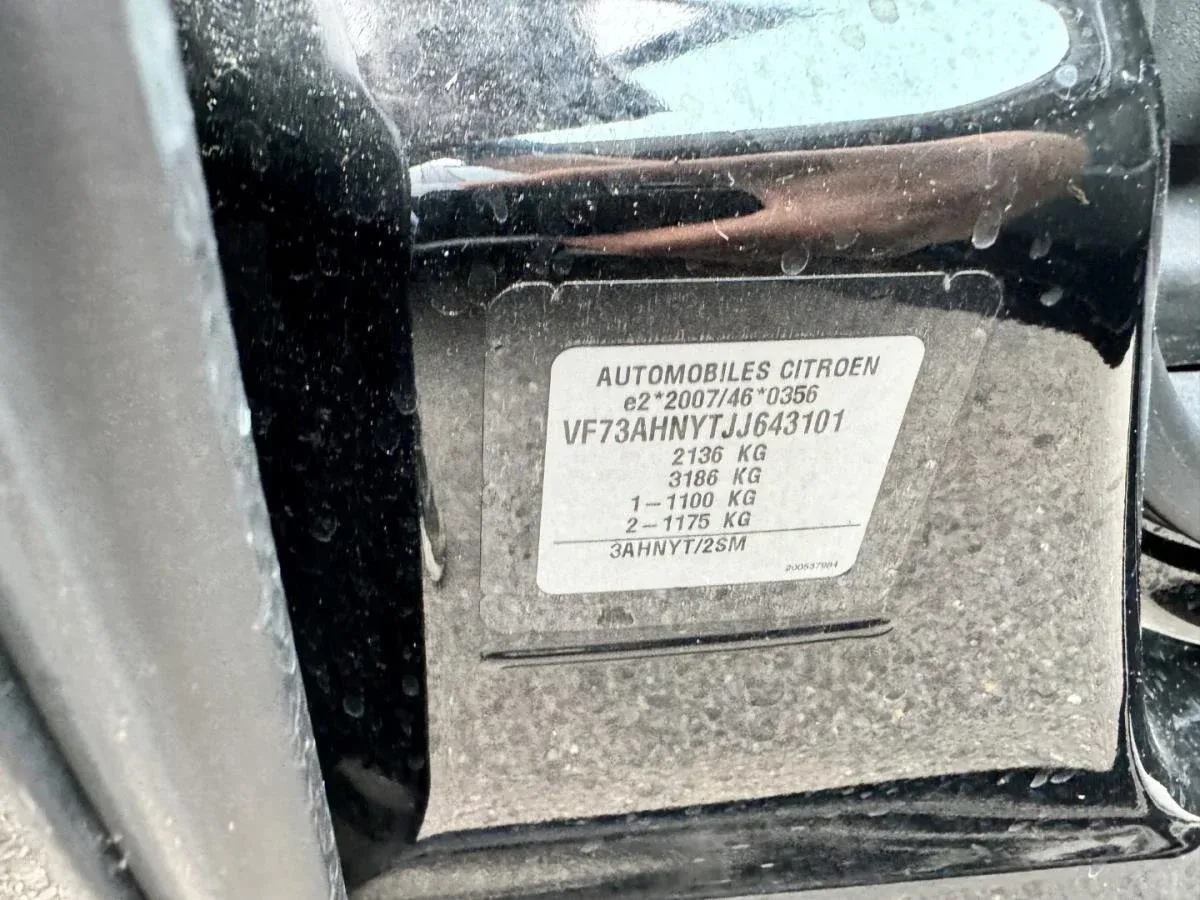 AUTOMOBILES CITROEN
e2*2007/46*0356
VF73AHNYTJJ643101
2136 KG
3186 KG
1-1100 KG
2-1175 KG
3AHNYT/2SM
200537984